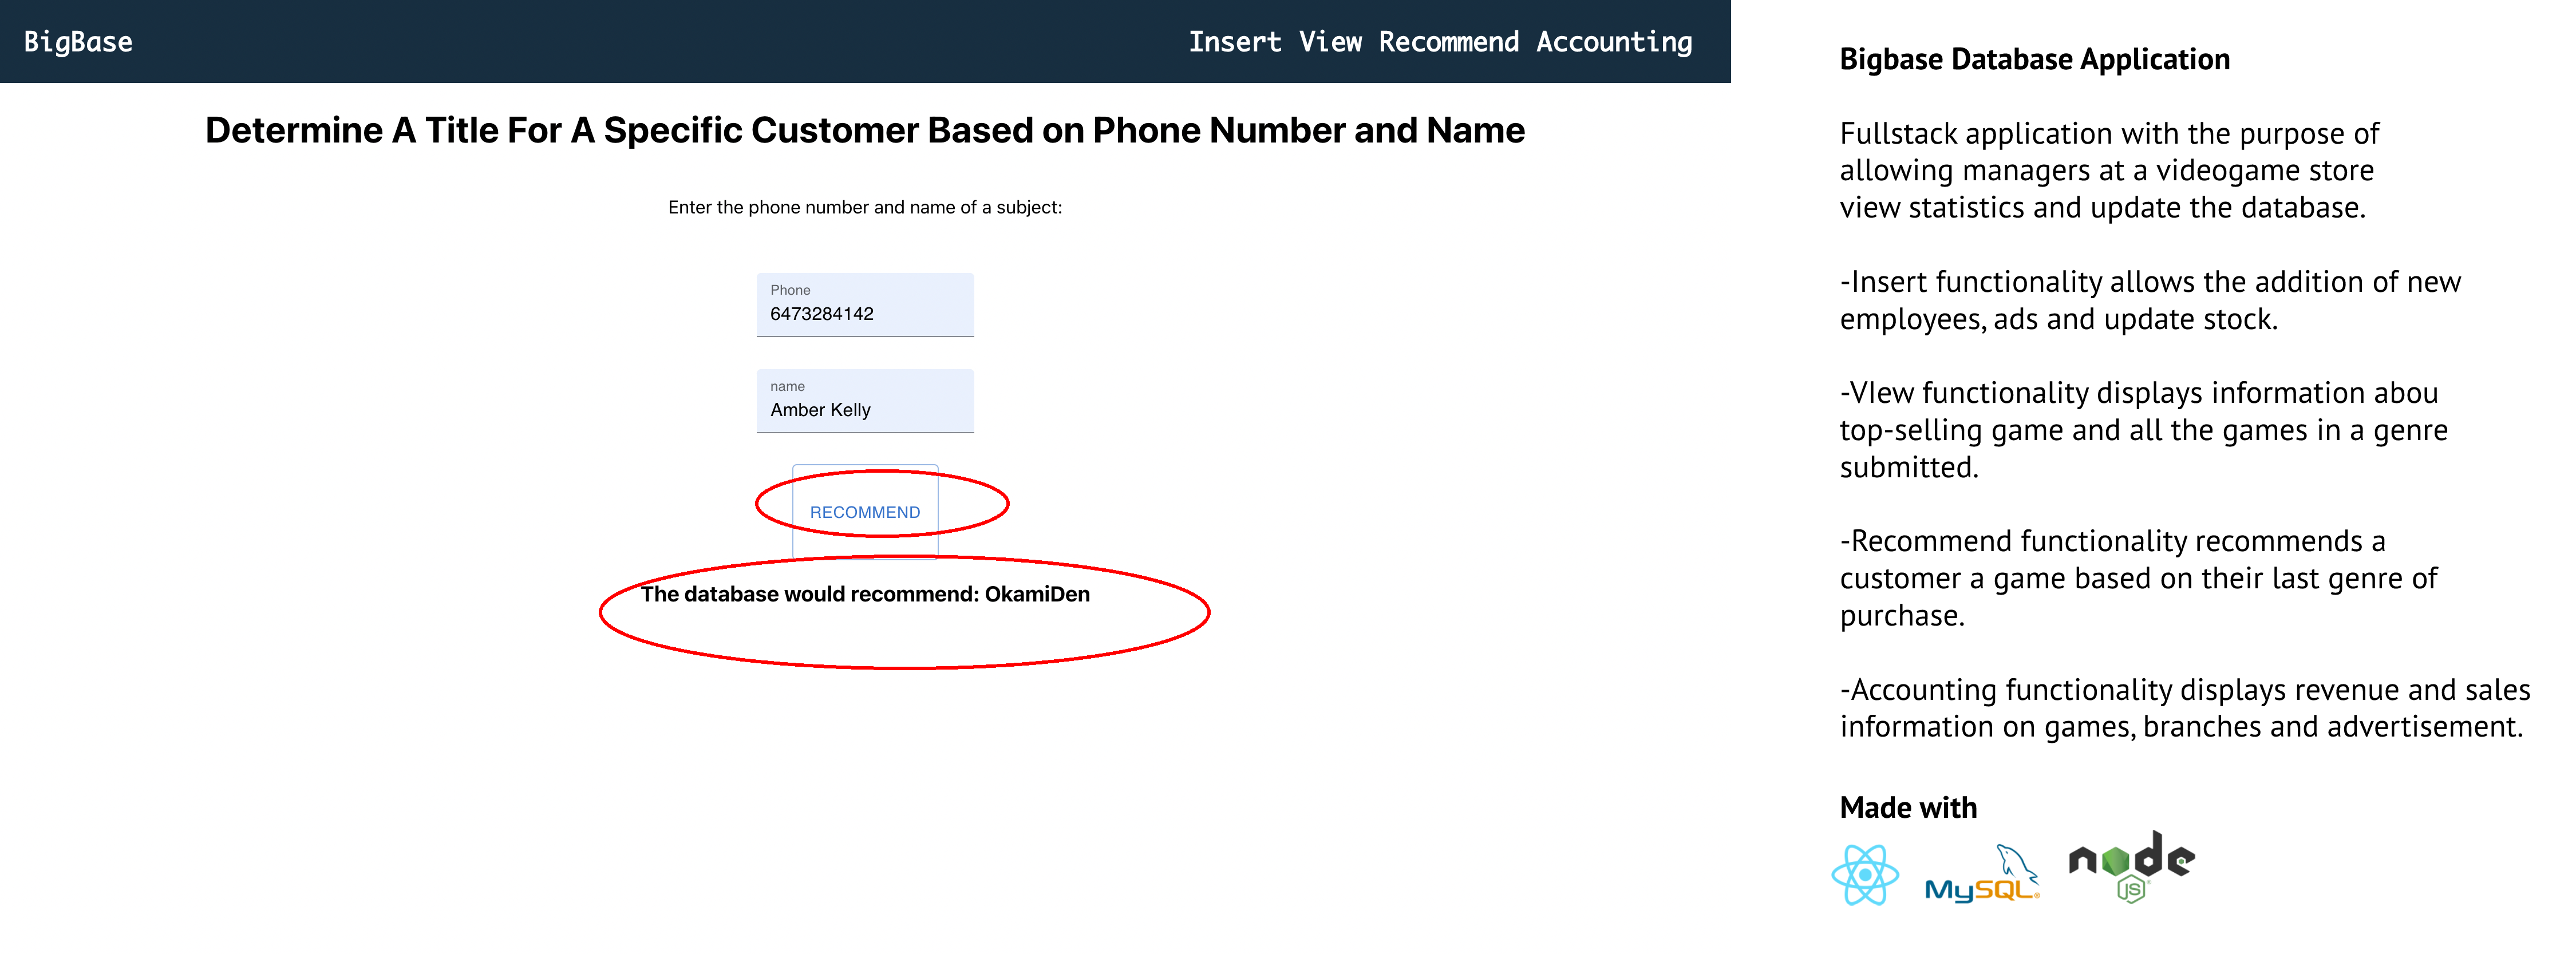 BigBase
Insert View Recommend Accounting
Determine A Title For A Specific Customer Based on Phone Number and Name
Enter the phone number and name of a subject:
Phone
6473284142
name
Amber Kelly
RECOMMEND
The database would recommend: OkamiDen
Bigbase Database Application
Fullstack application with the purpose of
allowing managers at a videogame store
view statistics and update the database.
-Insert functionality allows the addition of new
employees, ads and update stock.
-VIew functionality displays information abou
top-selling game and all the games in a genre
submitted.
-Recommend functionality recommends a
customer a game based on their last genre of
purchase.
-Accounting functionality displays revenue and sales
information on games, branches and advertisement.
Made with
MySQL
node
JS